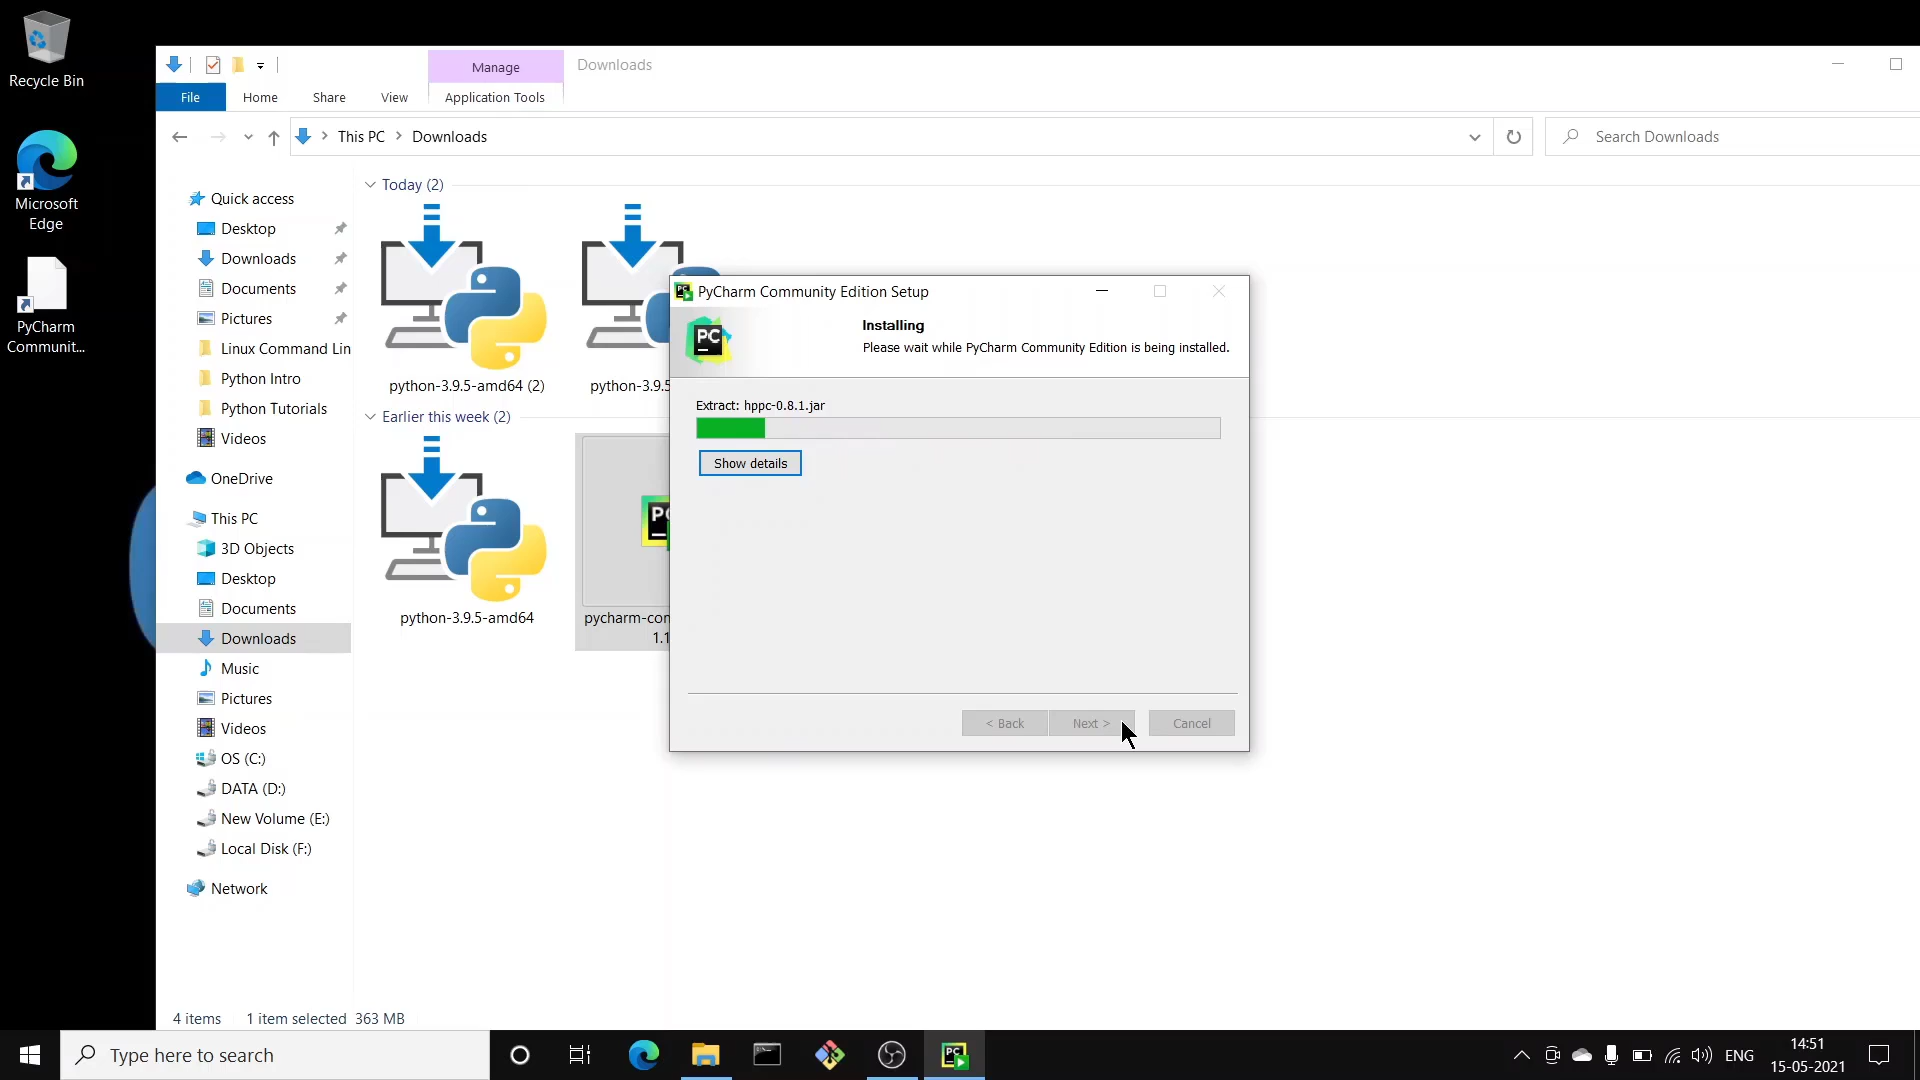 Recycle Bin
Microsoft
Edge
PyCharm
Communit...
Manage
Downloads
File
Home
Share
View
Application Tools
This PC
Downloads
Search Downloads
Quick access
Desktop
Downloads
Documents
Pictures
Linux Command Lin
Python Intro
Python Tutorials
Videos
OneDrive
This PC
3D Objects
Desktop
Documents
Downloads
Music
Pictures
Videos
OS (C:)
DATA (D:)
New Volume (E:)
Local Disk (F:)
Network
Today (2)
python-3.9.5-amd64 (2)
python-3.9.5
Earlier this week (2)
python-3.9.5-amd64
pycharm-con
1.1
PyCharm Community Edition Setup
PC
Installing
Please wait while PyCharm Community Edition is being installed.
Extract: hppc-0.8.1.jar
Show details
< Back
Next >
Cancel
4 items
1 item selected 363 MB
Type here to search
PC
ENG
14:51
15-05-2021